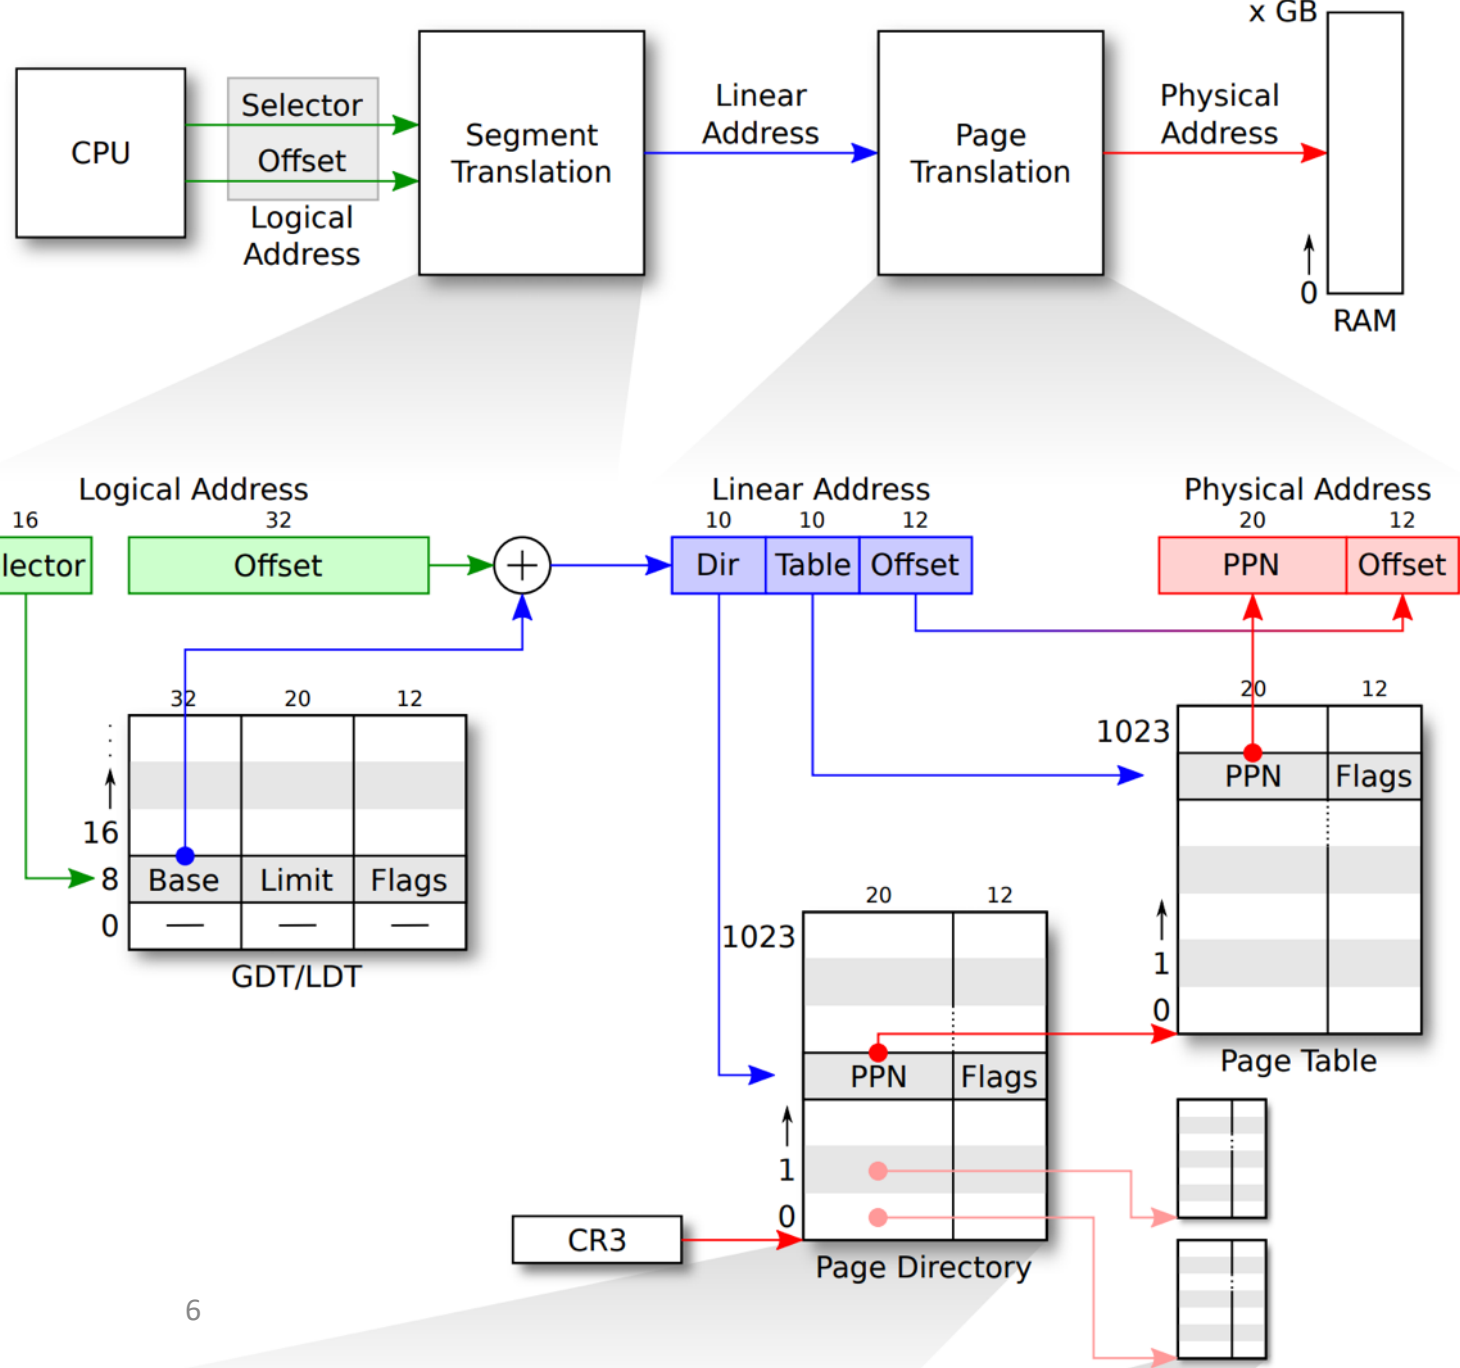 x GB
CPU
Selector
Offset
Logical
Address
Segment
Translation
Linear
Address
Page
Translation
Physical
Address
0
RAM
Logical Address
16
32
lector
Offset
+
Linear Address
10
10
12
Dir
Table
Offset
Physical Address
20
12
PPN
Offset
32
20
12
16
8
Base
Limit
Flags
0
—
—
—
GDT/LDT
20
12
1023
PPN
Flags
1
0
Page Table
20
12
1023
PPN
Flags
1
0
Page Directory
CR3
6